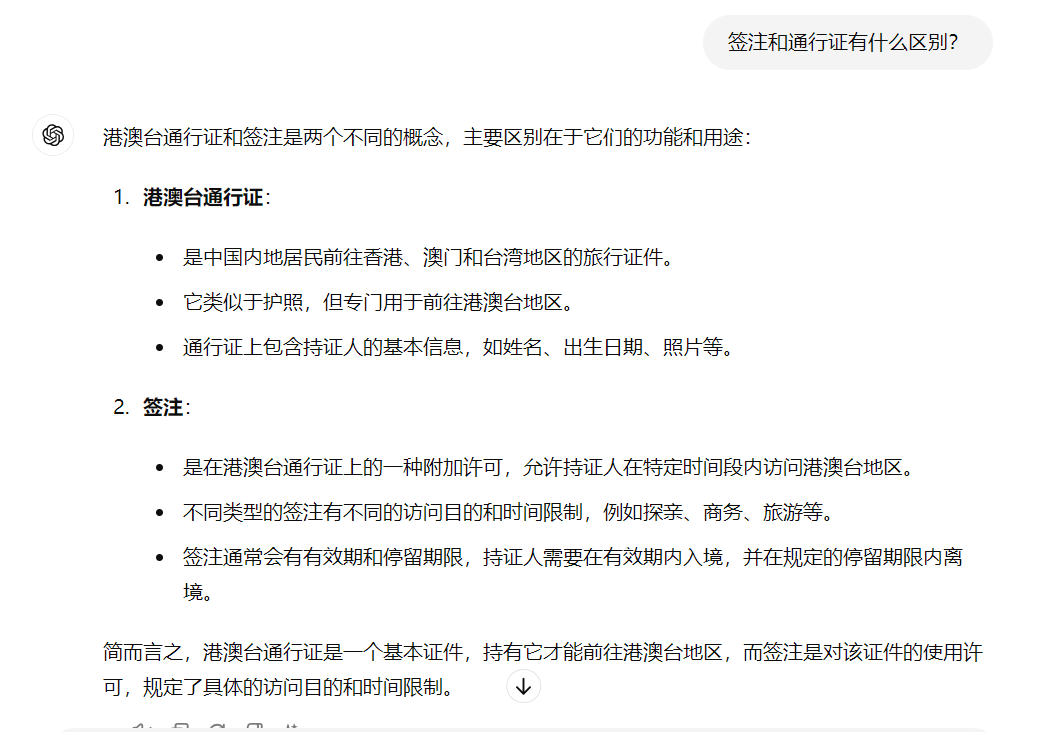 签注和通行证有什么区别?
港澳台通行证和签注是两个不同的概念，主要区别在于它们的功能和用途：
1. 港澳台通行证：
• 是中国内地居民前往香港、澳门和台湾地区的旅行证件。
• 它类似于护照，但专门用于前往港澳台地区。
• 通行证上包含持证人的基本信息，如姓名、出生日期、照片等。
2. 签注：
• 是在港澳台通行证上的一种附加许可，允许持证人在特定时间段内访问港澳台地区。
• 不同类型的签注有不同的访问目的和时间限制，例如探亲、商务、旅游等。
• 签注通常会有有效期和停留期限，持证人需要在有效期内入境，并在规定的停留期限内离
境。
简而言之，港澳台通行证是一个基本证件，持有它才能前往港澳台地区，而签注是对该证件的使用许
可，规定了具体的访问目的和时间限制。